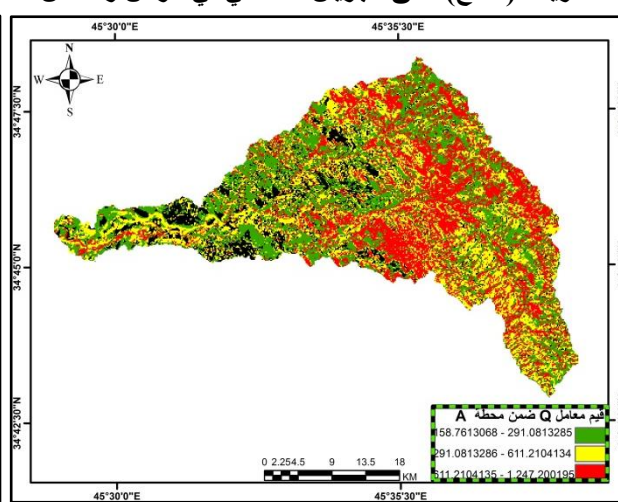 45°30'0"E 45°35'30"E
N
W E
S
34°47'30"N
34°45'0"N
34°42'30"N
قيم معامل Q ضمن محطة A
158.7613068 - 291.0813285
291.0813286 - 611.2104134
611.2104135 - 1,247.200195
0 2.254.5 9 13.5 18
KM
45°30'0"E 45°35'30"E